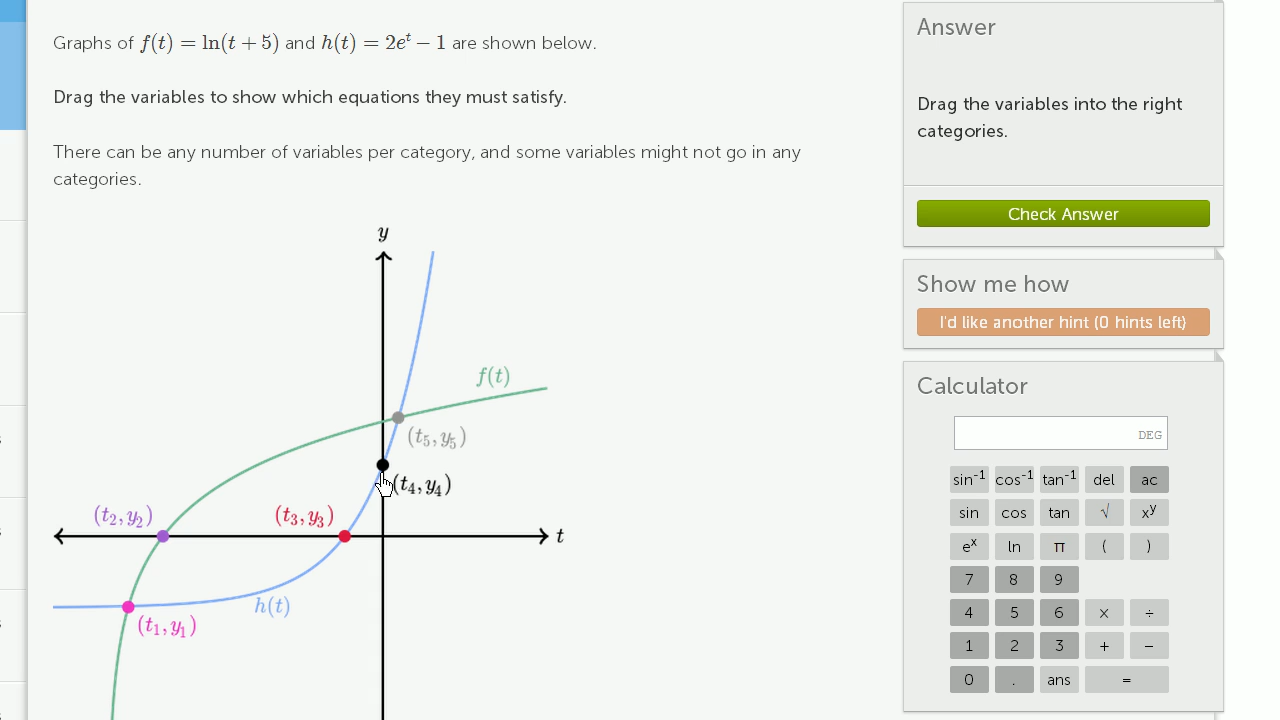 Graphs of f(t) = ln(t + 5) and h(t) = 2eᵗ − 1 are shown below.
Drag the variables to show which equations they must satisfy.
There can be any number of variables per category, and some variables might not go in any
categories.
y
f(t)
(t₅, y₅)
(t₄, y₄)
(t₂, y₂)
(t₃, y₃)
t
h(t)
(t₁, y₁)
Answer
Drag the variables into the right
categories.
Check Answer
Show me how
I'd like another hint (0 hints left)
Calculator
DEG
sin⁻¹ cos⁻¹ tan⁻¹ del ac
sin cos tan √ xʸ
eˣ ln π ( )
7 8 9
4 5 6 × ÷
1 2 3 + −
0 . ans =